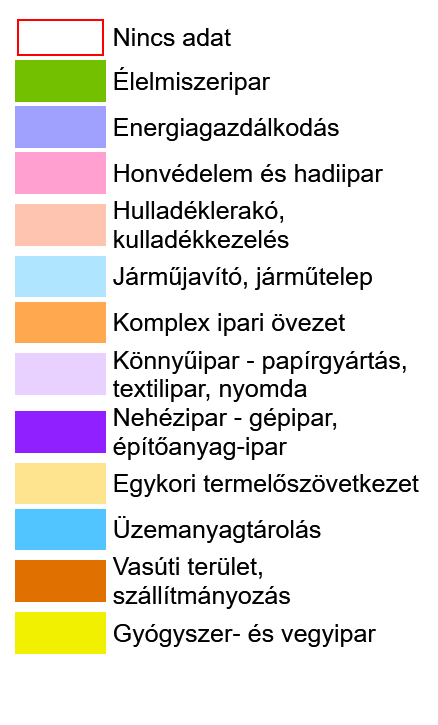 Nincs adat
Élelmiszeripar
Energiagazdálkodás
Honvédelem és hadiipar
Hulladéklerakó,
kulladékkezelés
Járműjavító, járműtelep
Komplex ipari övezet
Könnyűipar - papírgyártás,
textilipar, nyomda
Nehézipar - gépipar,
építőanyag-ipar
Egykori termelőszövetkezet
Üzemanyagtárolás
Vasúti terület,
szállítmányozás
Gyógyszer- és vegyipar